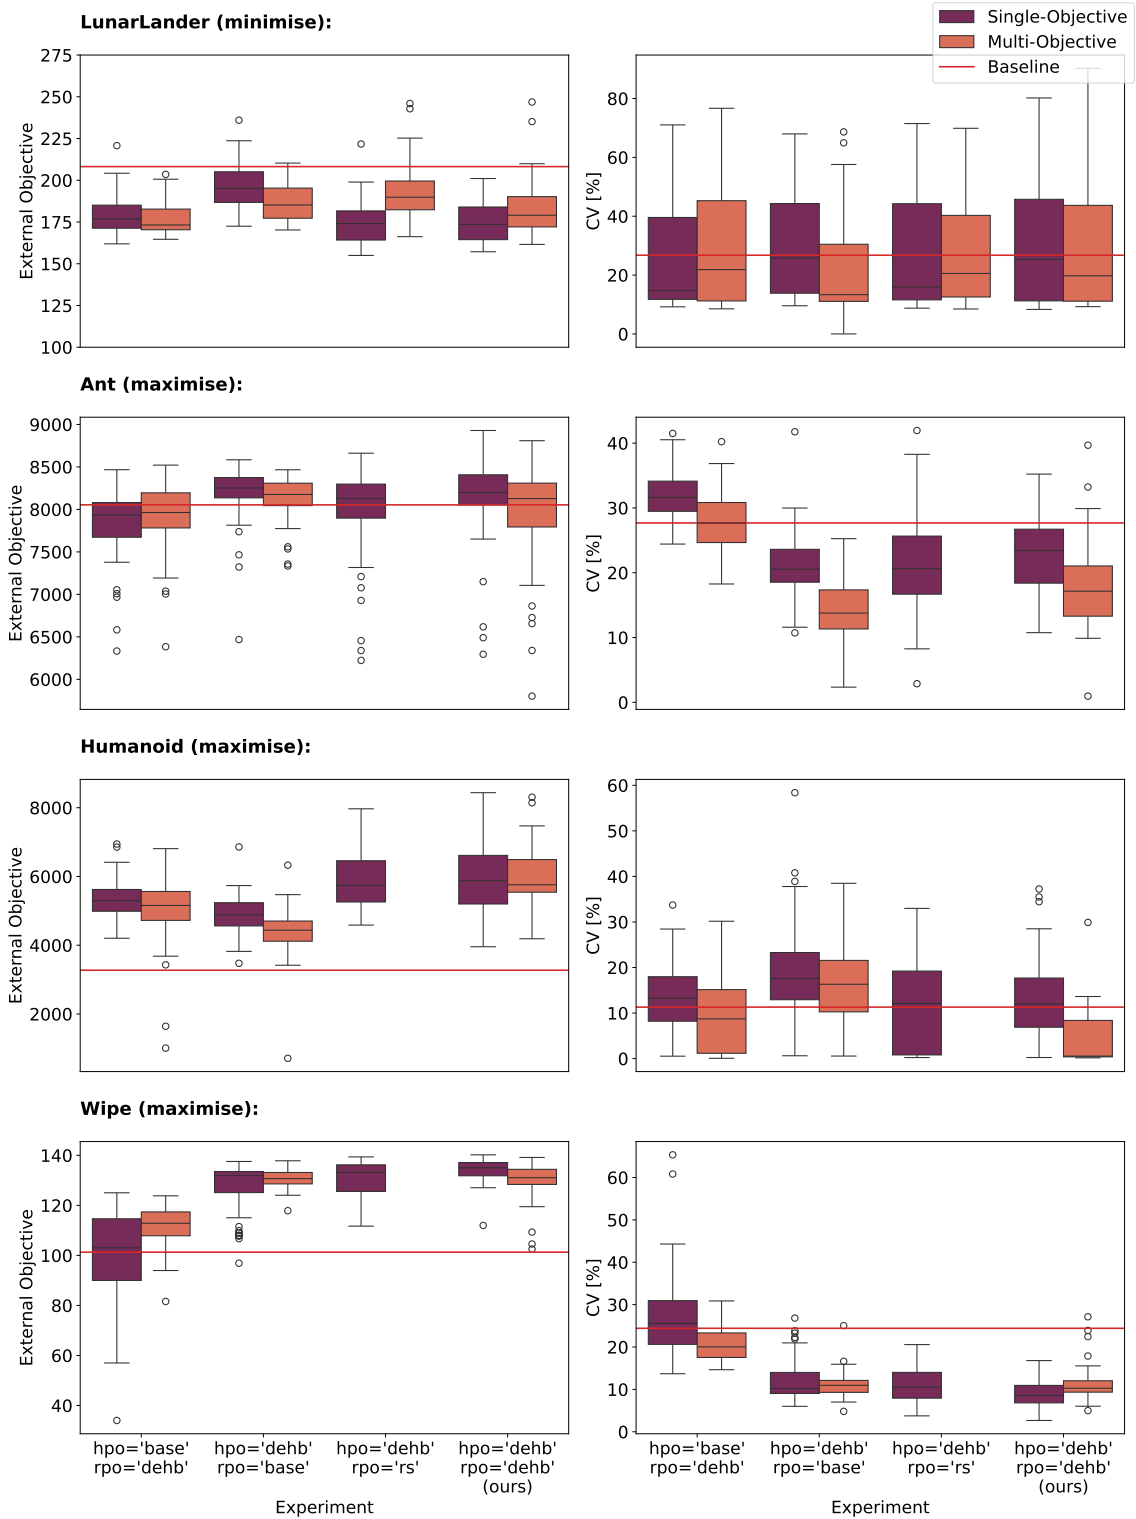 LunarLander (minimise):
Single-Objective
Multi-Objective
Baseline
275
250
225
200
175
150
125
100
External Objective
80
60
40
20
0
CV [%]
Ant (maximise):
9000
8500
8000
7500
7000
6500
6000
External Objective
40
30
20
10
0
CV [%]
Humanoid (maximise):
8000
6000
4000
2000
External Objective
60
50
40
30
20
10
0
CV [%]
Wipe (maximise):
140
120
100
80
60
40
External Objective
60
50
40
30
20
10
0
CV [%]
hpo='base' hpo='dehb' hpo='dehb' hpo='dehb'
rpo='dehb' rpo='base' rpo='rs' rpo='dehb'
(ours)
Experiment
hpo='base' hpo='dehb' hpo='dehb' hpo='dehb'
rpo='dehb' rpo='base' rpo='rs' rpo='dehb'
(ours)
Experiment